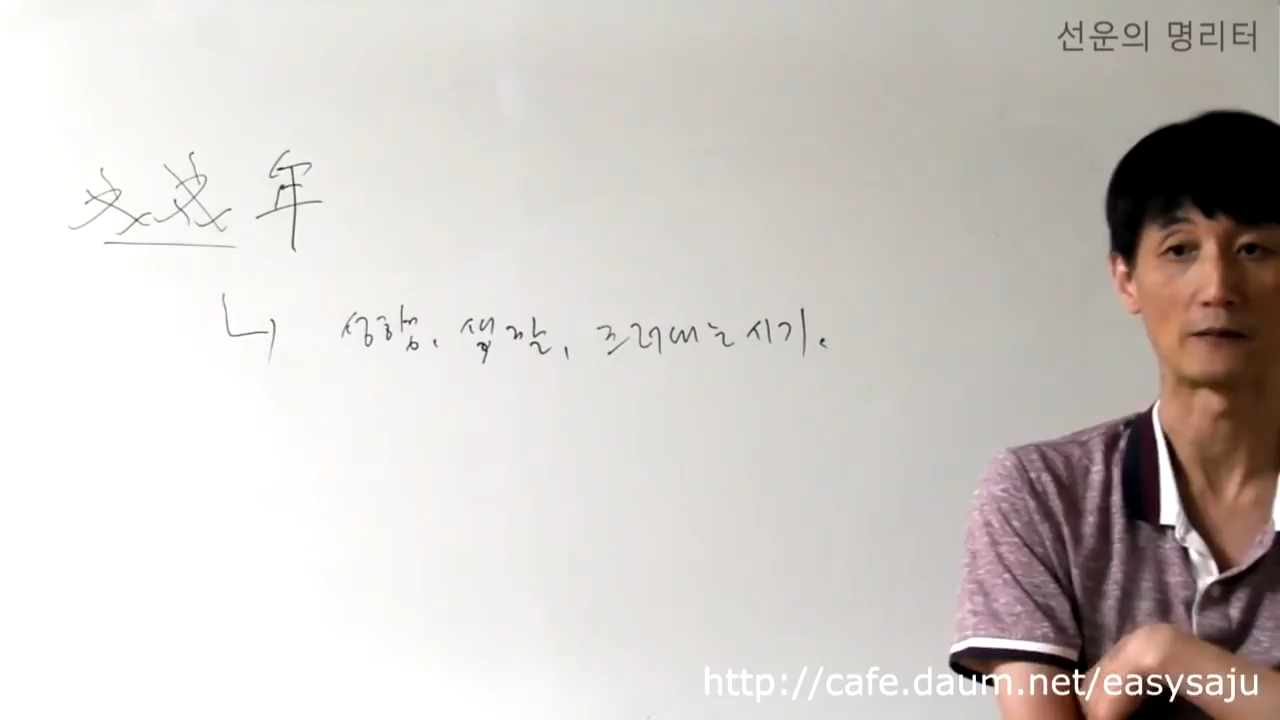 선운의 명리터
戊戌 年
성향. 색깔, 드러내는 시기.
http://cafe.daum.net/easysaju